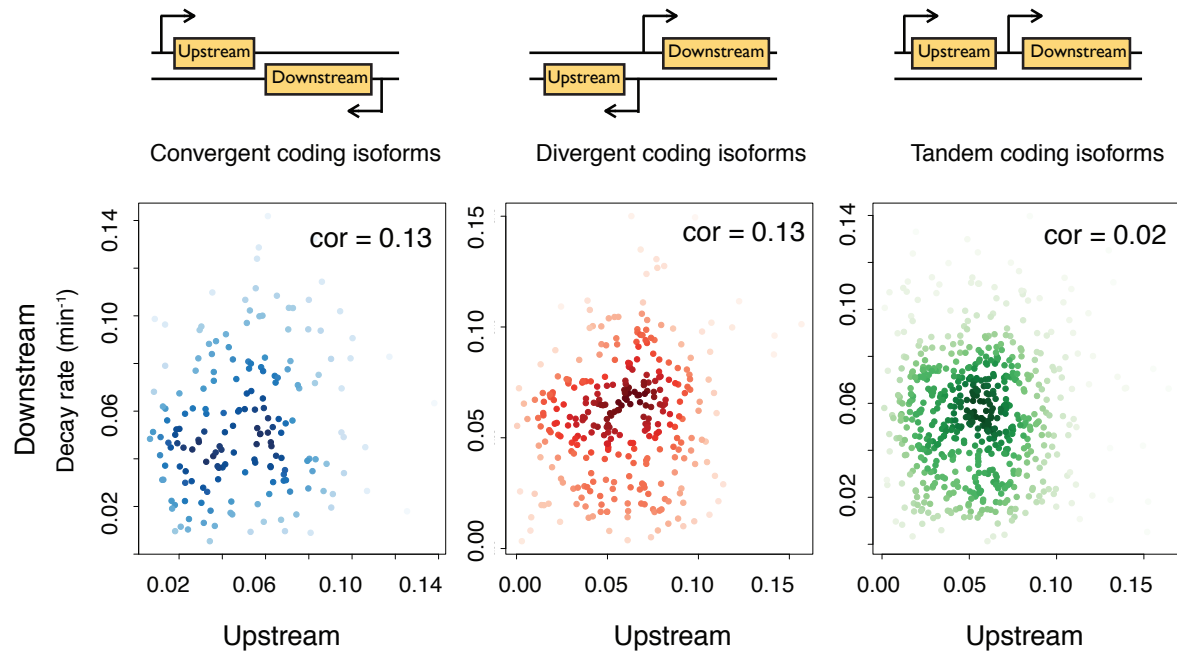 Upstream
Downstream
Convergent coding isoforms
Downstream
Upstream
Divergent coding isoforms
Upstream
Downstream
Tandem coding isoforms
Downstream
Decay rate (min⁻¹)
cor = 0.13
0.14
0.10
0.06
0.02
0.02
0.06
0.10
0.14
Upstream
cor = 0.13
0.15
0.10
0.05
0.00
0.00
0.05
0.10
0.15
Upstream
cor = 0.02
0.14
0.10
0.06
0.02
0.00
0.05
0.10
0.15
Upstream